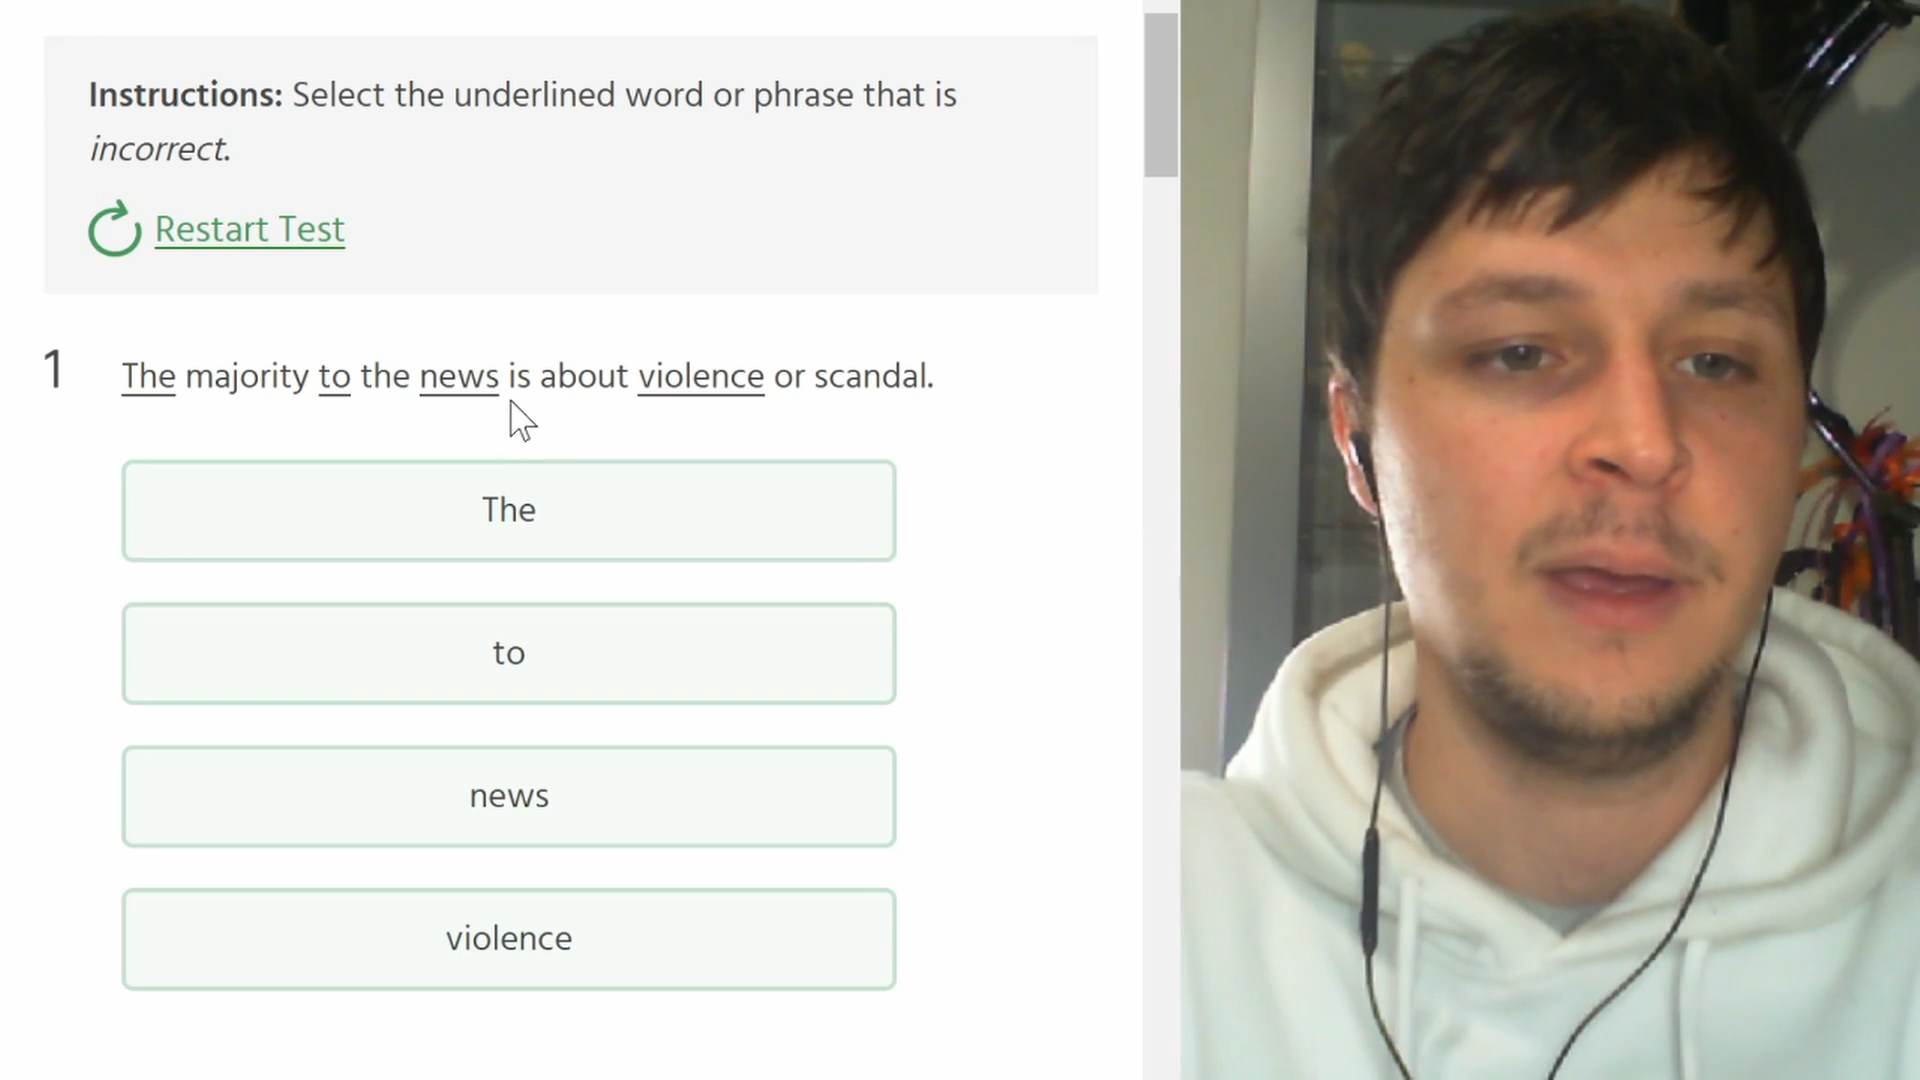 Instructions: Select the underlined word or phrase that is
incorrect.
Restart Test
1 The majority to the news is about violence or scandal.
The
to
news
violence